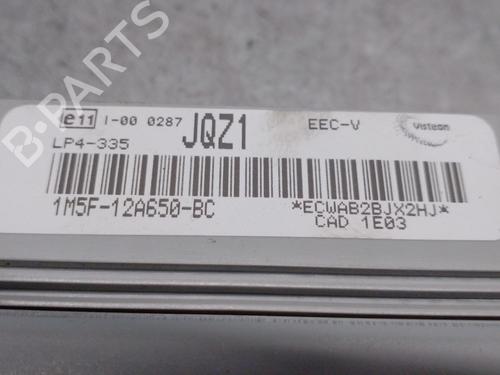 e11 I-00 0287 JQZ1 EEC-V Visteon
LP4-335
1M5F-12A650-BC *ECWAB2BJX2HJ*
CAD 1E03
B-PARTS